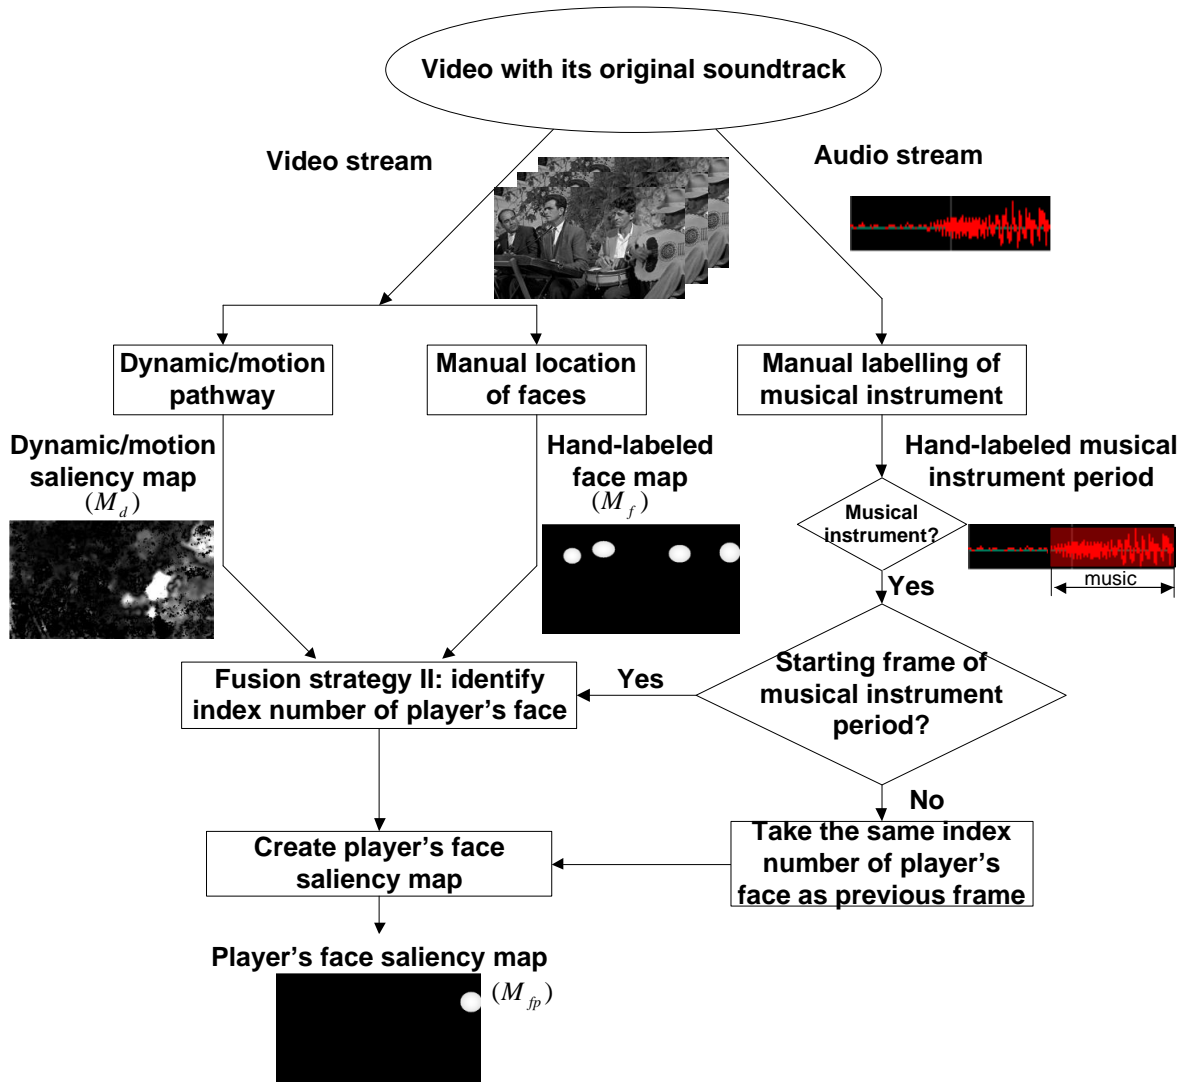 Video with its original soundtrack
Video stream
Audio stream
Dynamic/motion
pathway
Manual location
of faces
Manual labelling of
musical instrument
Dynamic/motion
saliency map
(M_d)
Hand-labeled
face map
(M_f)
Hand-labeled musical
instrument period
Musical
instrument?
music
Yes
Starting frame of
musical instrument
period?
Yes
Fusion strategy II: identify
index number of player's face
No
Take the same index
number of player's
face as previous frame
Create player's face
saliency map
Player's face saliency map
(M_fp)